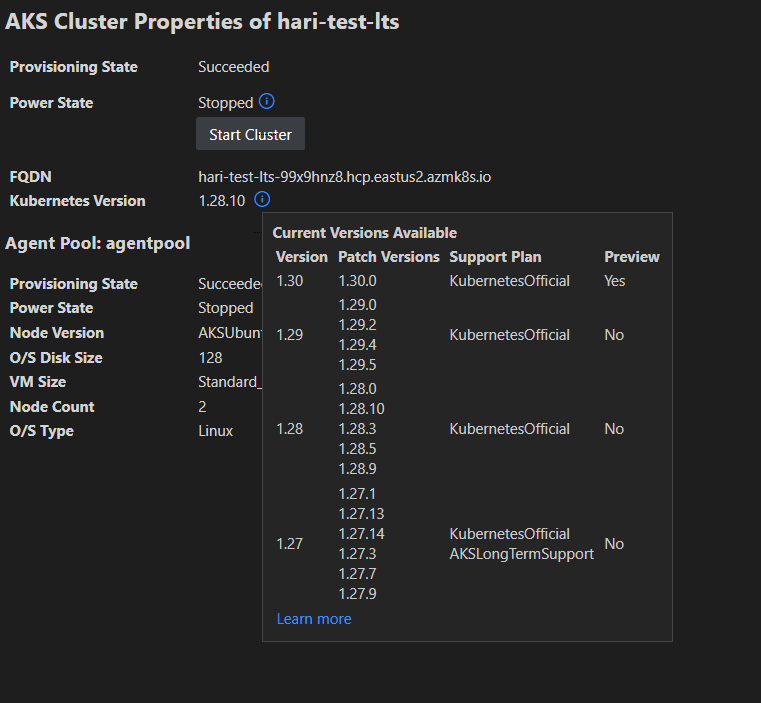 AKS Cluster Properties of hari-test-lts
Provisioning State Succeeded
Power State Stopped
Start Cluster
FQDN hari-test-lts-99x9hnz8.hcp.eastus2.azmk8s.io
Kubernetes Version 1.28.10
Agent Pool: agentpool
Provisioning State Succeede
Power State Stopped
Node Version AKSUbun
O/S Disk Size 128
VM Size Standard_
Node Count 2
O/S Type Linux
Current Versions Available
Version Patch Versions Support Plan Preview
1.30 1.30.0 KubernetesOfficial Yes
1.29.0
1.29.2
1.29 KubernetesOfficial No
1.29.4
1.29.5
1.28.0
1.28.10
1.28 1.28.3 KubernetesOfficial No
1.28.5
1.28.9
1.27.1
1.27.13
1.27.14 KubernetesOfficial
1.27 No
1.27.3 AKSLongTermSupport
1.27.7
1.27.9
Learn more